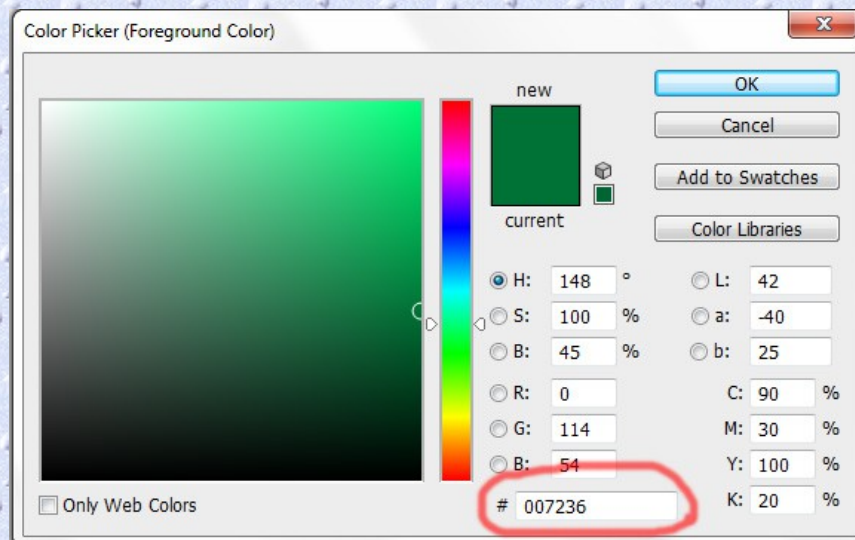 Color Picker (Foreground Color)
x
new
current
OK
Cancel
Add to Swatches
Color Libraries
H: 148 °
S: 100 %
B: 45 %
R: 0
G: 114
B: 54
# 007236
L: 42
a: -40
b: 25
C: 90 %
M: 30 %
Y: 100 %
K: 20 %
Only Web Colors